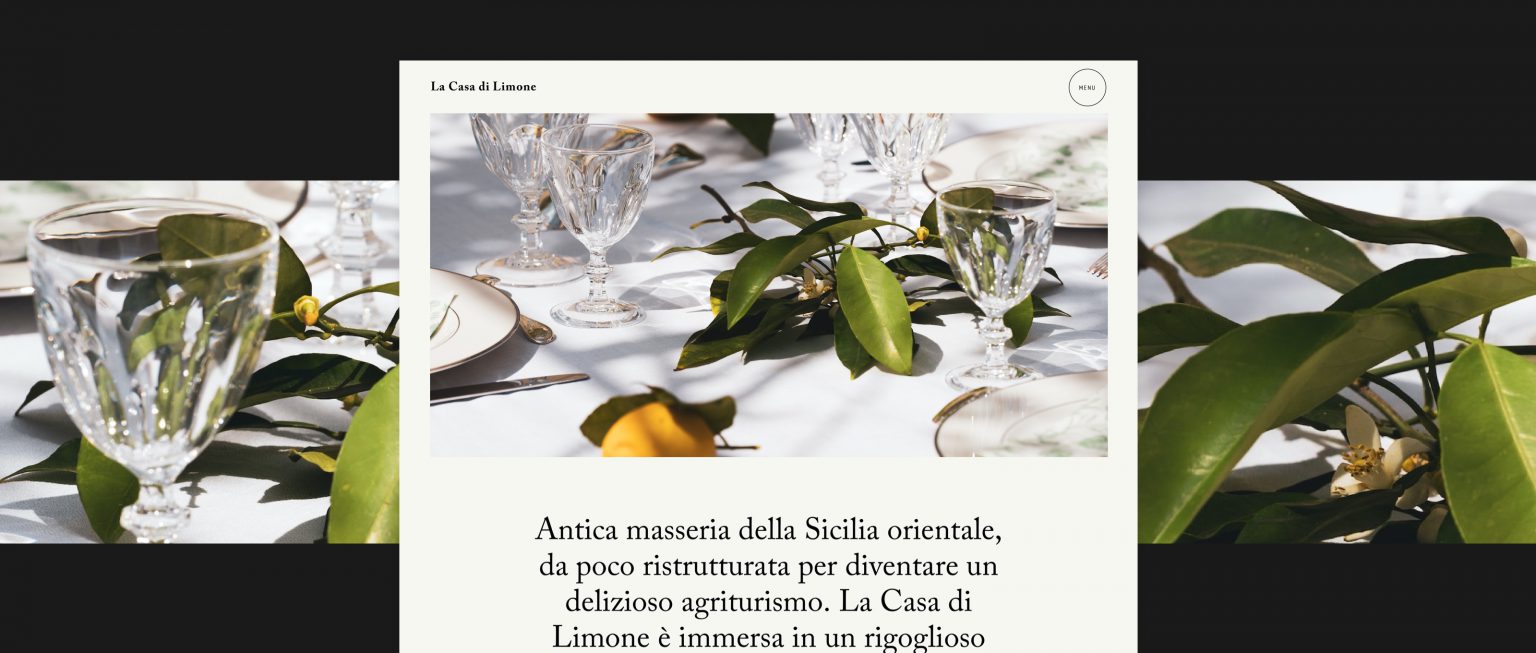 La Casa di Limone
MENU
Antica masseria della Sicilia orientale,
da poco ristrutturata per diventare un
delizioso agriturismo. La Casa di
Limone è immersa in un rigoglioso